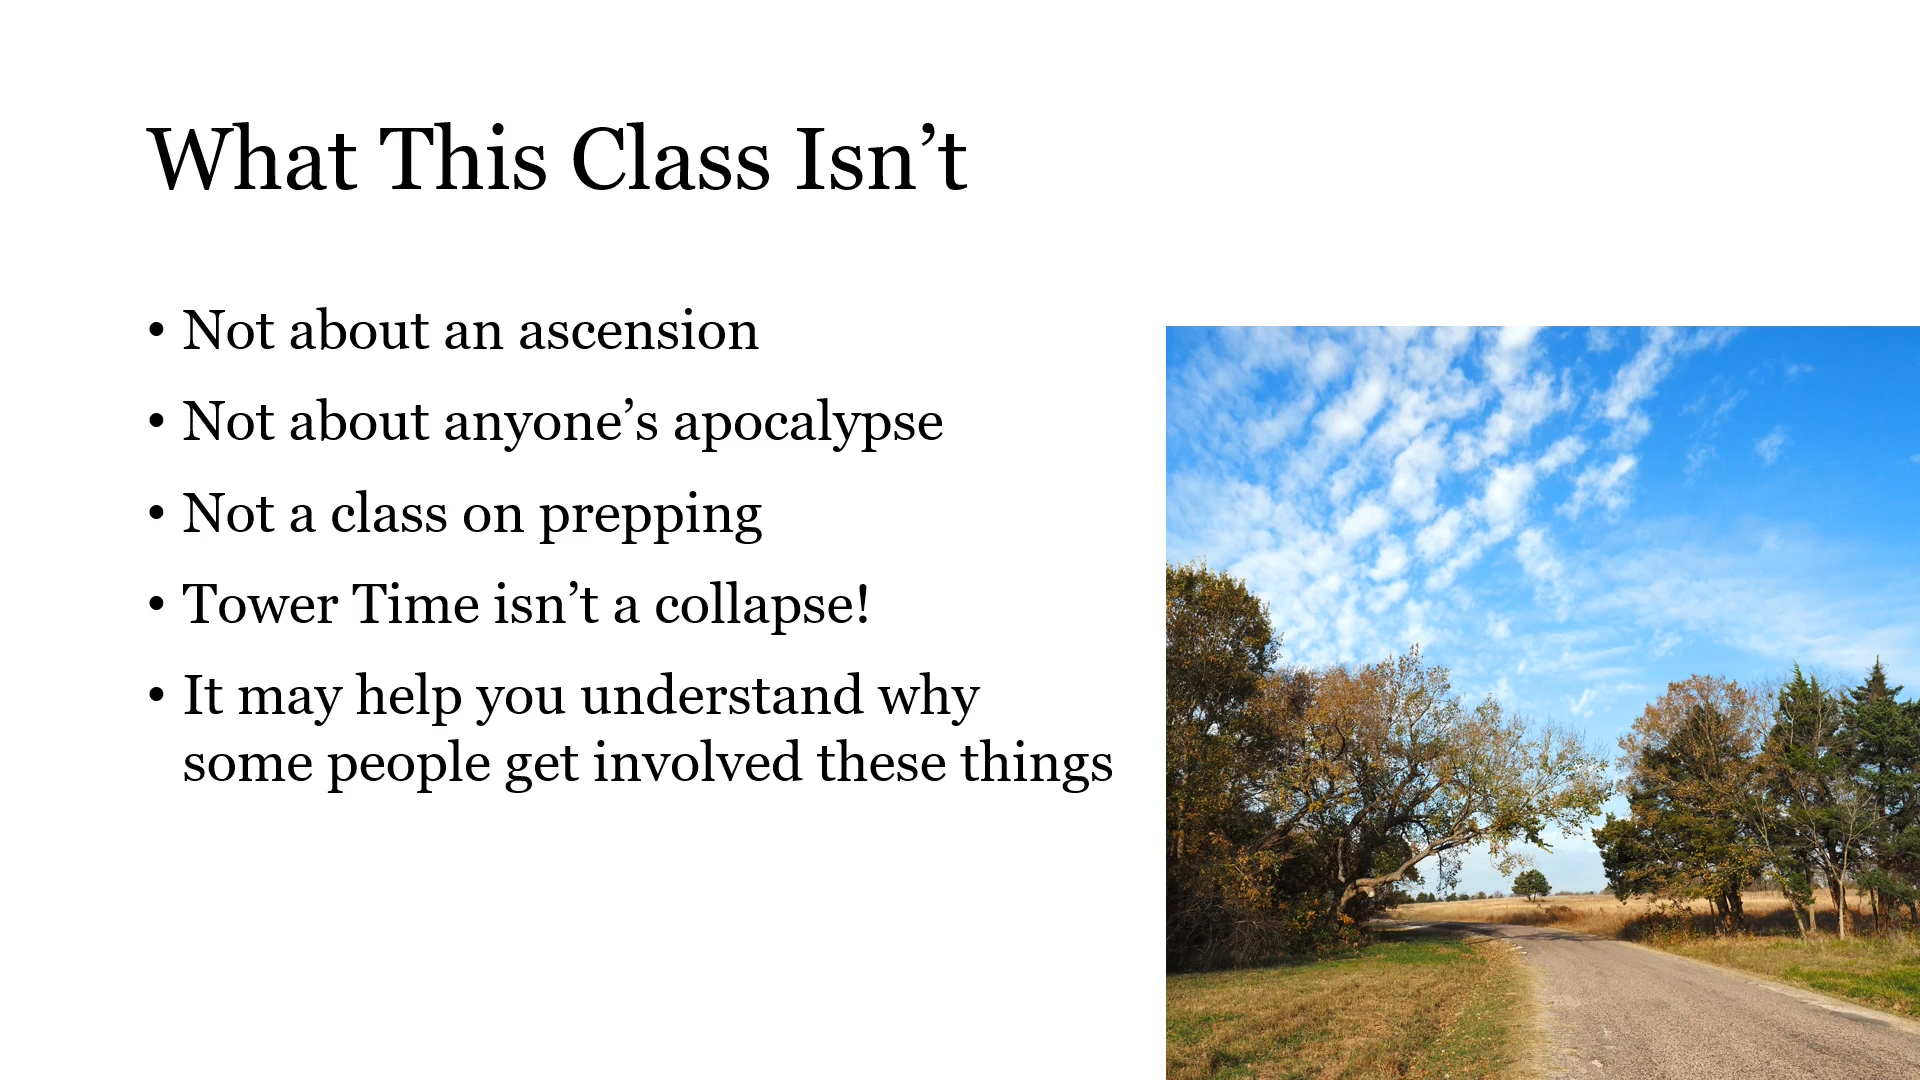 What This Class Isn’t
• Not about an ascension
• Not about anyone’s apocalypse
• Not a class on prepping
• Tower Time isn’t a collapse!
• It may help you understand why
some people get involved these things